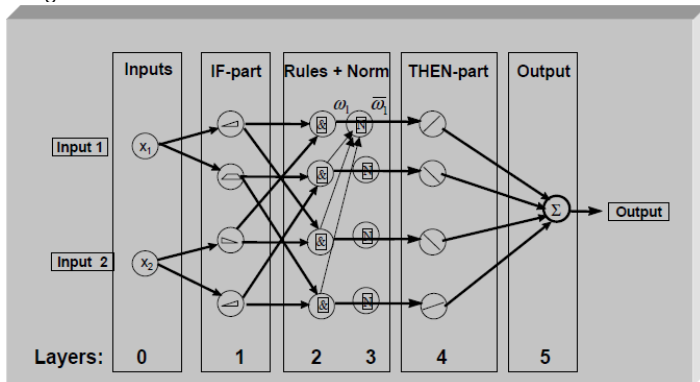 Inputs IF-part Rules + Norm THEN-part Output
ω₁ ω̅₁
Input 1 x₁ & N
& N
Σ Output
Input 2 x₂ & N
& N
Layers: 0 1 2 3 4 5